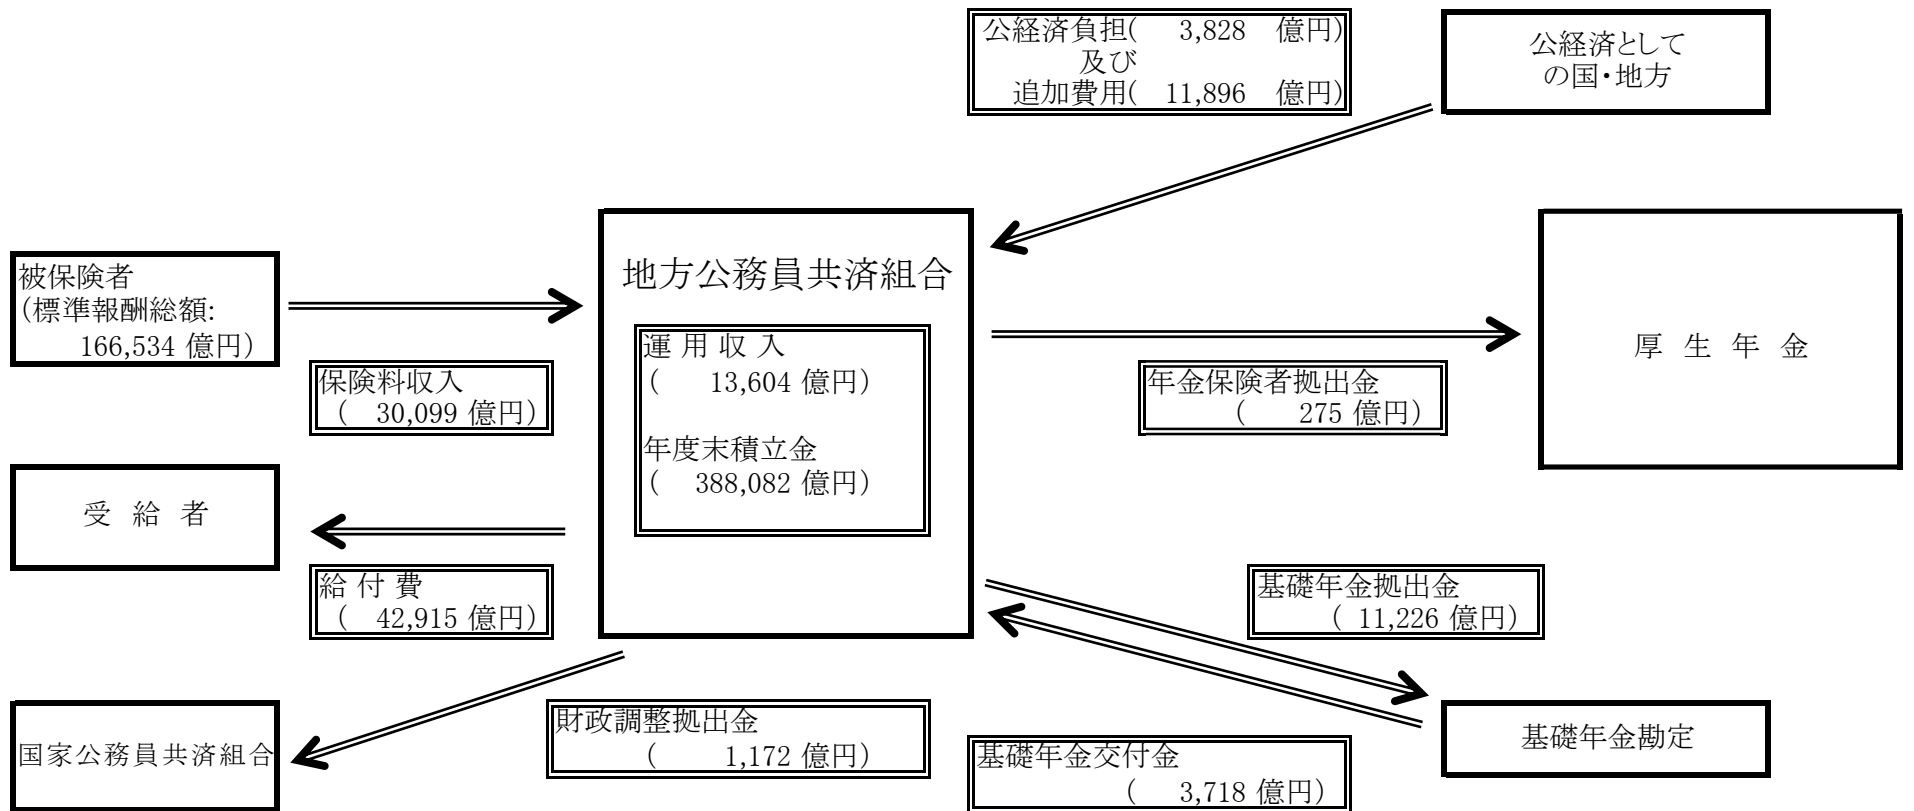 公経済負担( 3,828 億円)
及び
追加費用( 11,896 億円)
公経済として
の国・地方
被保険者
(標準報酬総額:
166,534 億円)
保険料収入
( 30,099 億円)
地方公務員共済組合
運 用 収 入
( 13,604 億円)
年度末積立金
( 388,082 億円)
年金保険者拠出金
( 275 億円)
厚 生 年 金
受 給 者
給 付 費
( 42,915 億円)
基礎年金拠出金
( 11,226 億円)
国家公務員共済組合
財政調整拠出金
( 1,172 億円)
基礎年金交付金
( 3,718 億円)
基礎年金勘定